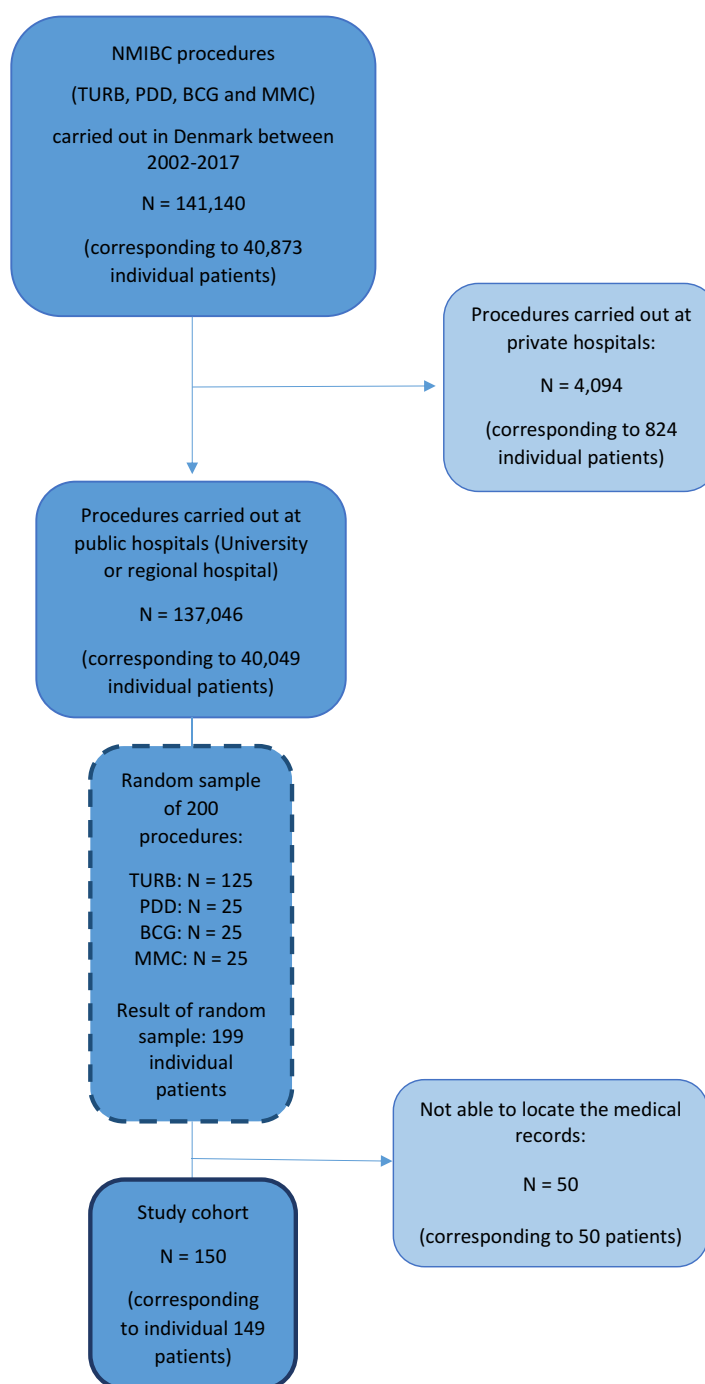 NMIBC procedures
(TURB, PDD, BCG and MMC)
carried out in Denmark between
2002-2017
N = 141,140
(corresponding to 40,873
individual patients)
Procedures carried out at
private hospitals:
N = 4,094
(corresponding to 824
individual patients)
Procedures carried out at
public hospitals (University
or regional hospital)
N = 137,046
(corresponding to 40,049
individual patients)
Random sample
of 200
procedures:
TURB: N = 125
PDD: N = 25
BCG: N = 25
MMC: N = 25
Result of random
sample: 199
individual
patients
Not able to locate the medical
records:
N = 50
(corresponding to 50 patients)
Study cohort
N = 150
(corresponding
to individual 149
patients)